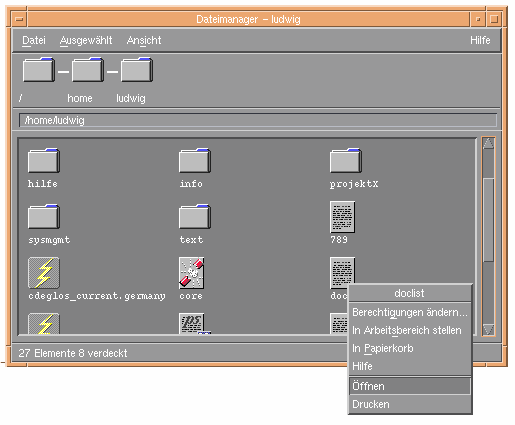 Dateimanager - ludwig
Datei Ausgewählt Ansicht Hilfe
/ home ludwig
/home/ludwig
hilfe info projektX
sysmgmt text 789
cdeglos_current.germany core doc
ps
doclist
Berechtigungen ändern...
In Arbeitsbereich stellen
In Papierkorb
Hilfe
Öffnen
Drucken
27 Elemente 8 verdeckt